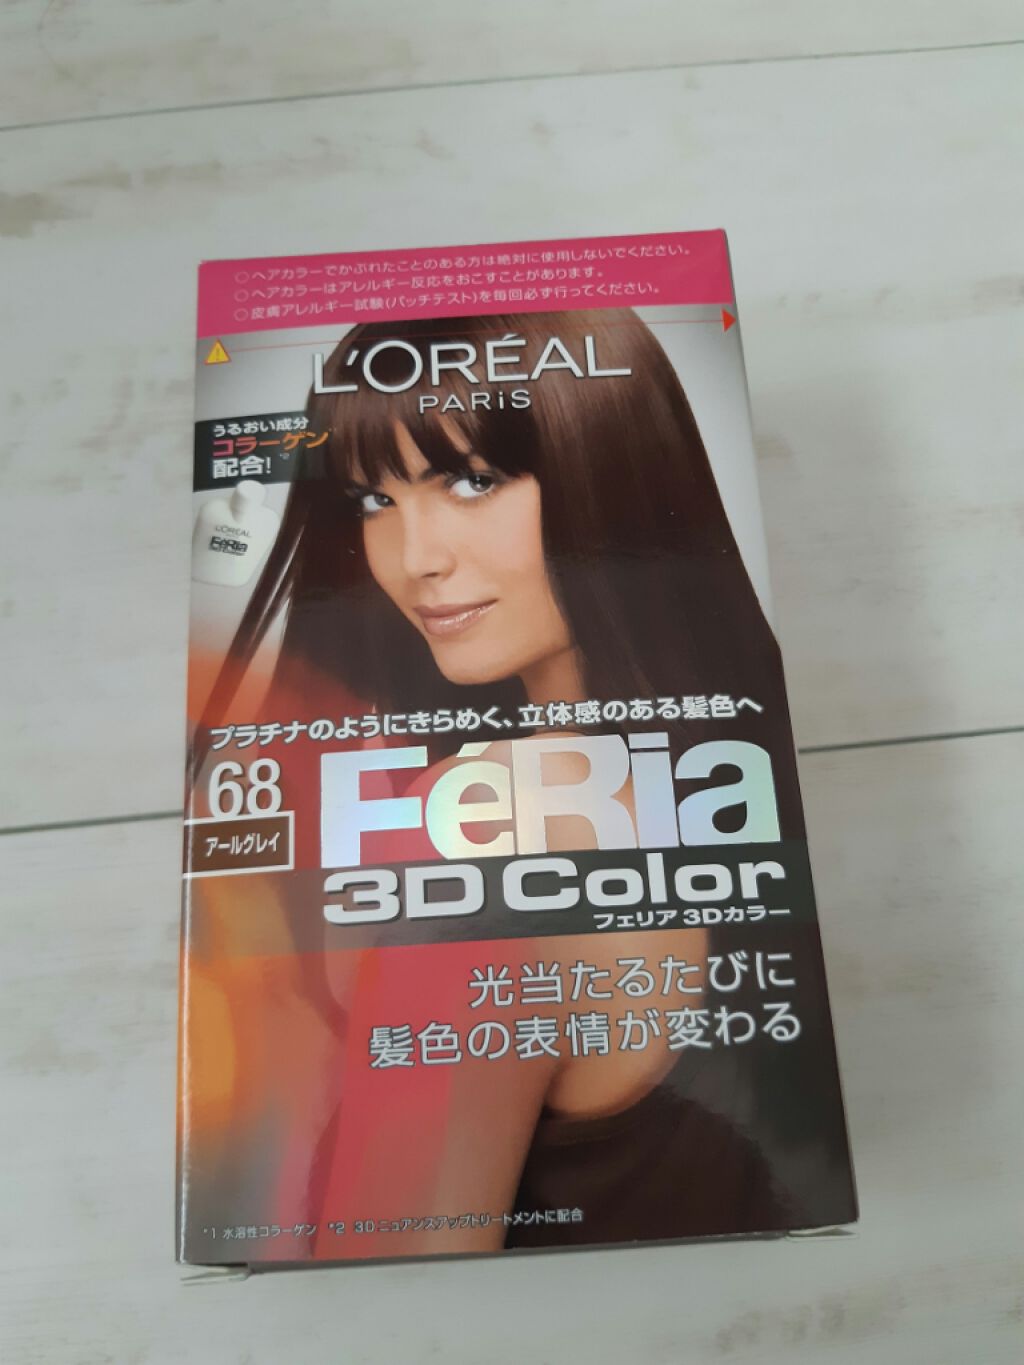 ○ヘアカラーでかぶれたことのある方は絶対に使用しないでください。
○ヘアカラーはアレルギー反応をおこすことがあります。
○皮膚アレルギー試験(パッチテスト)を毎回必ず行ってください。
L'ORÉAL
PARiS
うるおい成分
コラーゲン*1
配合!*2
L'ORÉAL
FéRia
3D Color
プラチナのようにきらめく、立体感のある髪色へ
68
アールグレイ
FéRia
3D Color
フェリア 3Dカラー
光当たるたびに
髪色の表情が変わる
*1 水溶性コラーゲン *2 3D-ニュアンスアップトリートメントに配合